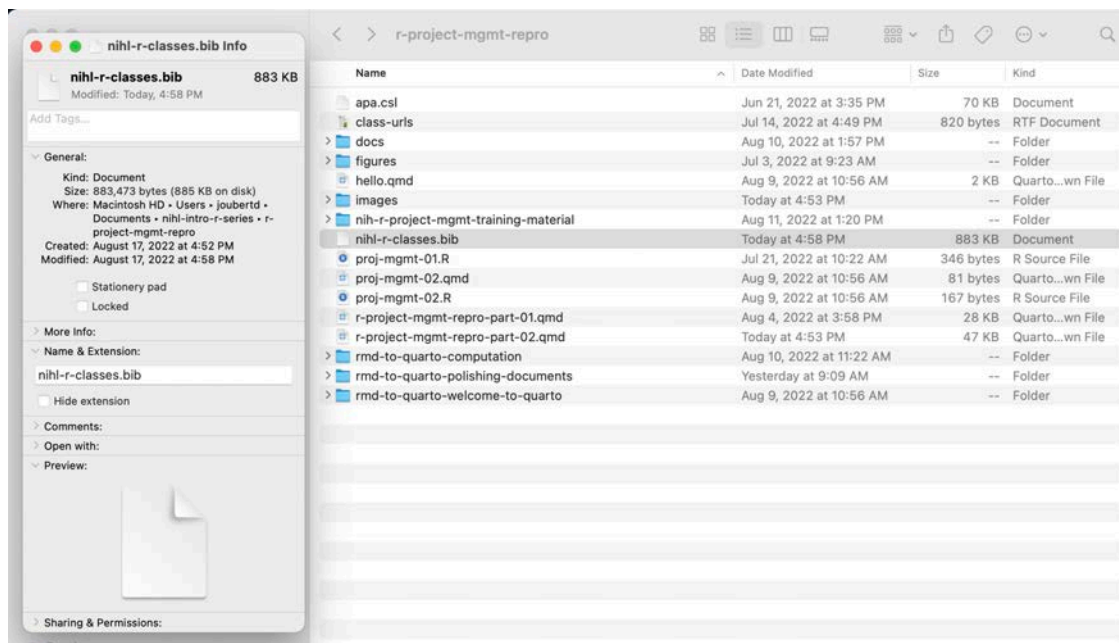 nihl-r-classes.bib Info
nihl-r-classes.bib 883 KB
Modified: Today, 4:58 PM
Add Tags...
General:
Kind: Document
Size: 883,473 bytes (885 KB on disk)
Where: Macintosh HD • Users • joubertd •
Documents • nihl-intro-r-series • r-
project-mgmt-repro
Created: August 17, 2022 at 4:52 PM
Modified: August 17, 2022 at 4:58 PM
Stationery pad
Locked
More Info:
Name & Extension:
nihl-r-classes.bib
Hide extension
Comments:
Open with:
Preview:
Sharing & Permissions:
r-project-mgmt-repro
Name Date Modified Size Kind
apa.csl Jun 21, 2022 at 3:35 PM 70 KB Document
class-urls Jul 14, 2022 at 4:49 PM 820 bytes RTF Document
docs Aug 10, 2022 at 1:57 PM -- Folder
figures Jul 3, 2022 at 9:23 AM -- Folder
hello.qmd Aug 9, 2022 at 10:56 AM 2 KB Quarto...wn File
images Today at 4:53 PM -- Folder
nih-r-project-mgmt-training-material Aug 11, 2022 at 1:20 PM -- Folder
nihl-r-classes.bib Today at 4:58 PM 883 KB Document
proj-mgmt-01.R Jul 21, 2022 at 10:22 AM 346 bytes R Source File
proj-mgmt-02.qmd Aug 9, 2022 at 10:56 AM 81 bytes Quarto...wn File
proj-mgmt-02.R Aug 9, 2022 at 10:56 AM 167 bytes R Source File
r-project-mgmt-repro-part-01.qmd Aug 4, 2022 at 3:58 PM 28 KB Quarto...wn File
r-project-mgmt-repro-part-02.qmd Today at 4:53 PM 47 KB Quarto...wn File
rmd-to-quarto-computation Aug 10, 2022 at 11:22 AM -- Folder
rmd-to-quarto-polishing-documents Yesterday at 9:09 AM -- Folder
rmd-to-quarto-welcome-to-quarto Aug 9, 2022 at 10:56 AM -- Folder